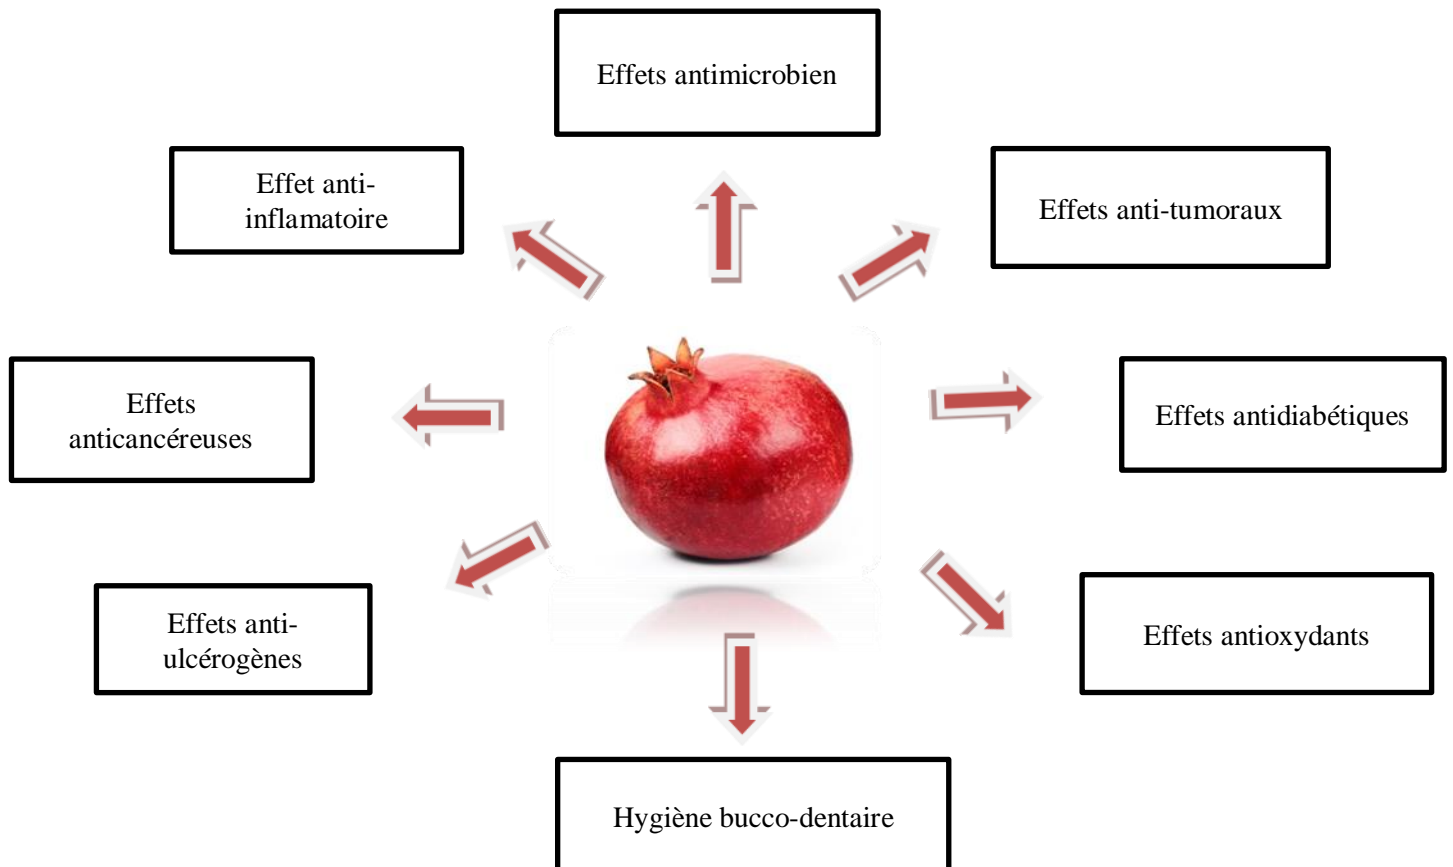 Effets antimicrobien
Effet anti-
inflamatoire
Effets anti-tumoraux
Effets
anticancéreuses
Effets antidiabétiques
Effets anti-
ulcérogènes
Effets antioxydants
Hygiène bucco-dentaire